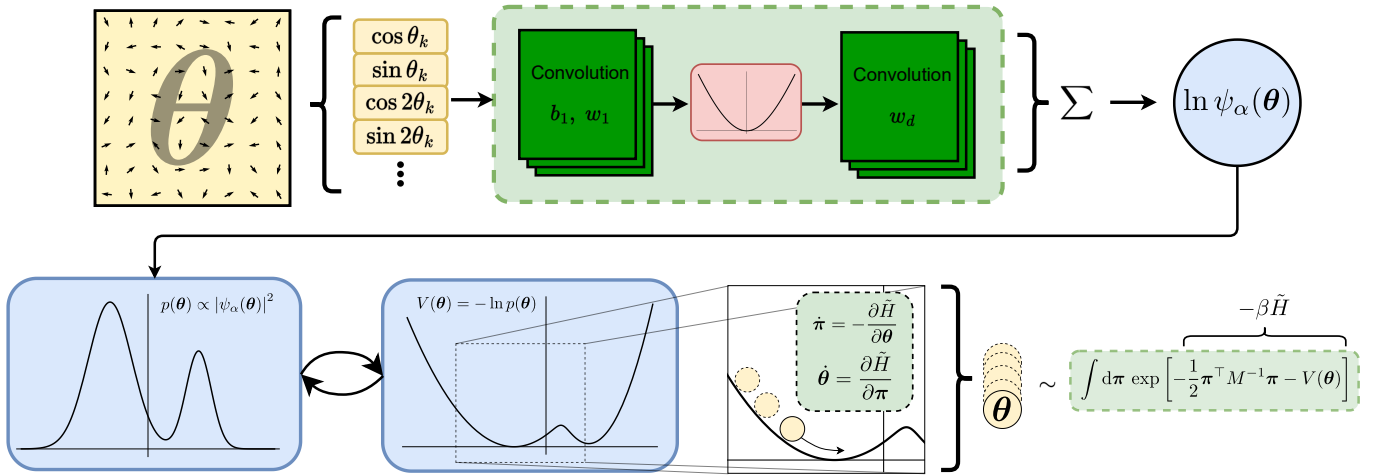 θ
cos θ_k
sin θ_k
cos 2θ_k
sin 2θ_k
⋮
Convolution
b_1, w_1
Convolution
w_d
∑
ln ψ_α(θ)
p(θ) ∝ |ψ_α(θ)|^2
V(θ) = −ln p(θ)
π̇ = −∂H̃/∂θ
θ̇ = ∂H̃/∂π
θ
∼
−βH̃
∫ dπ exp [−1/2 π^⊤ M^{−1} π − V(θ)]